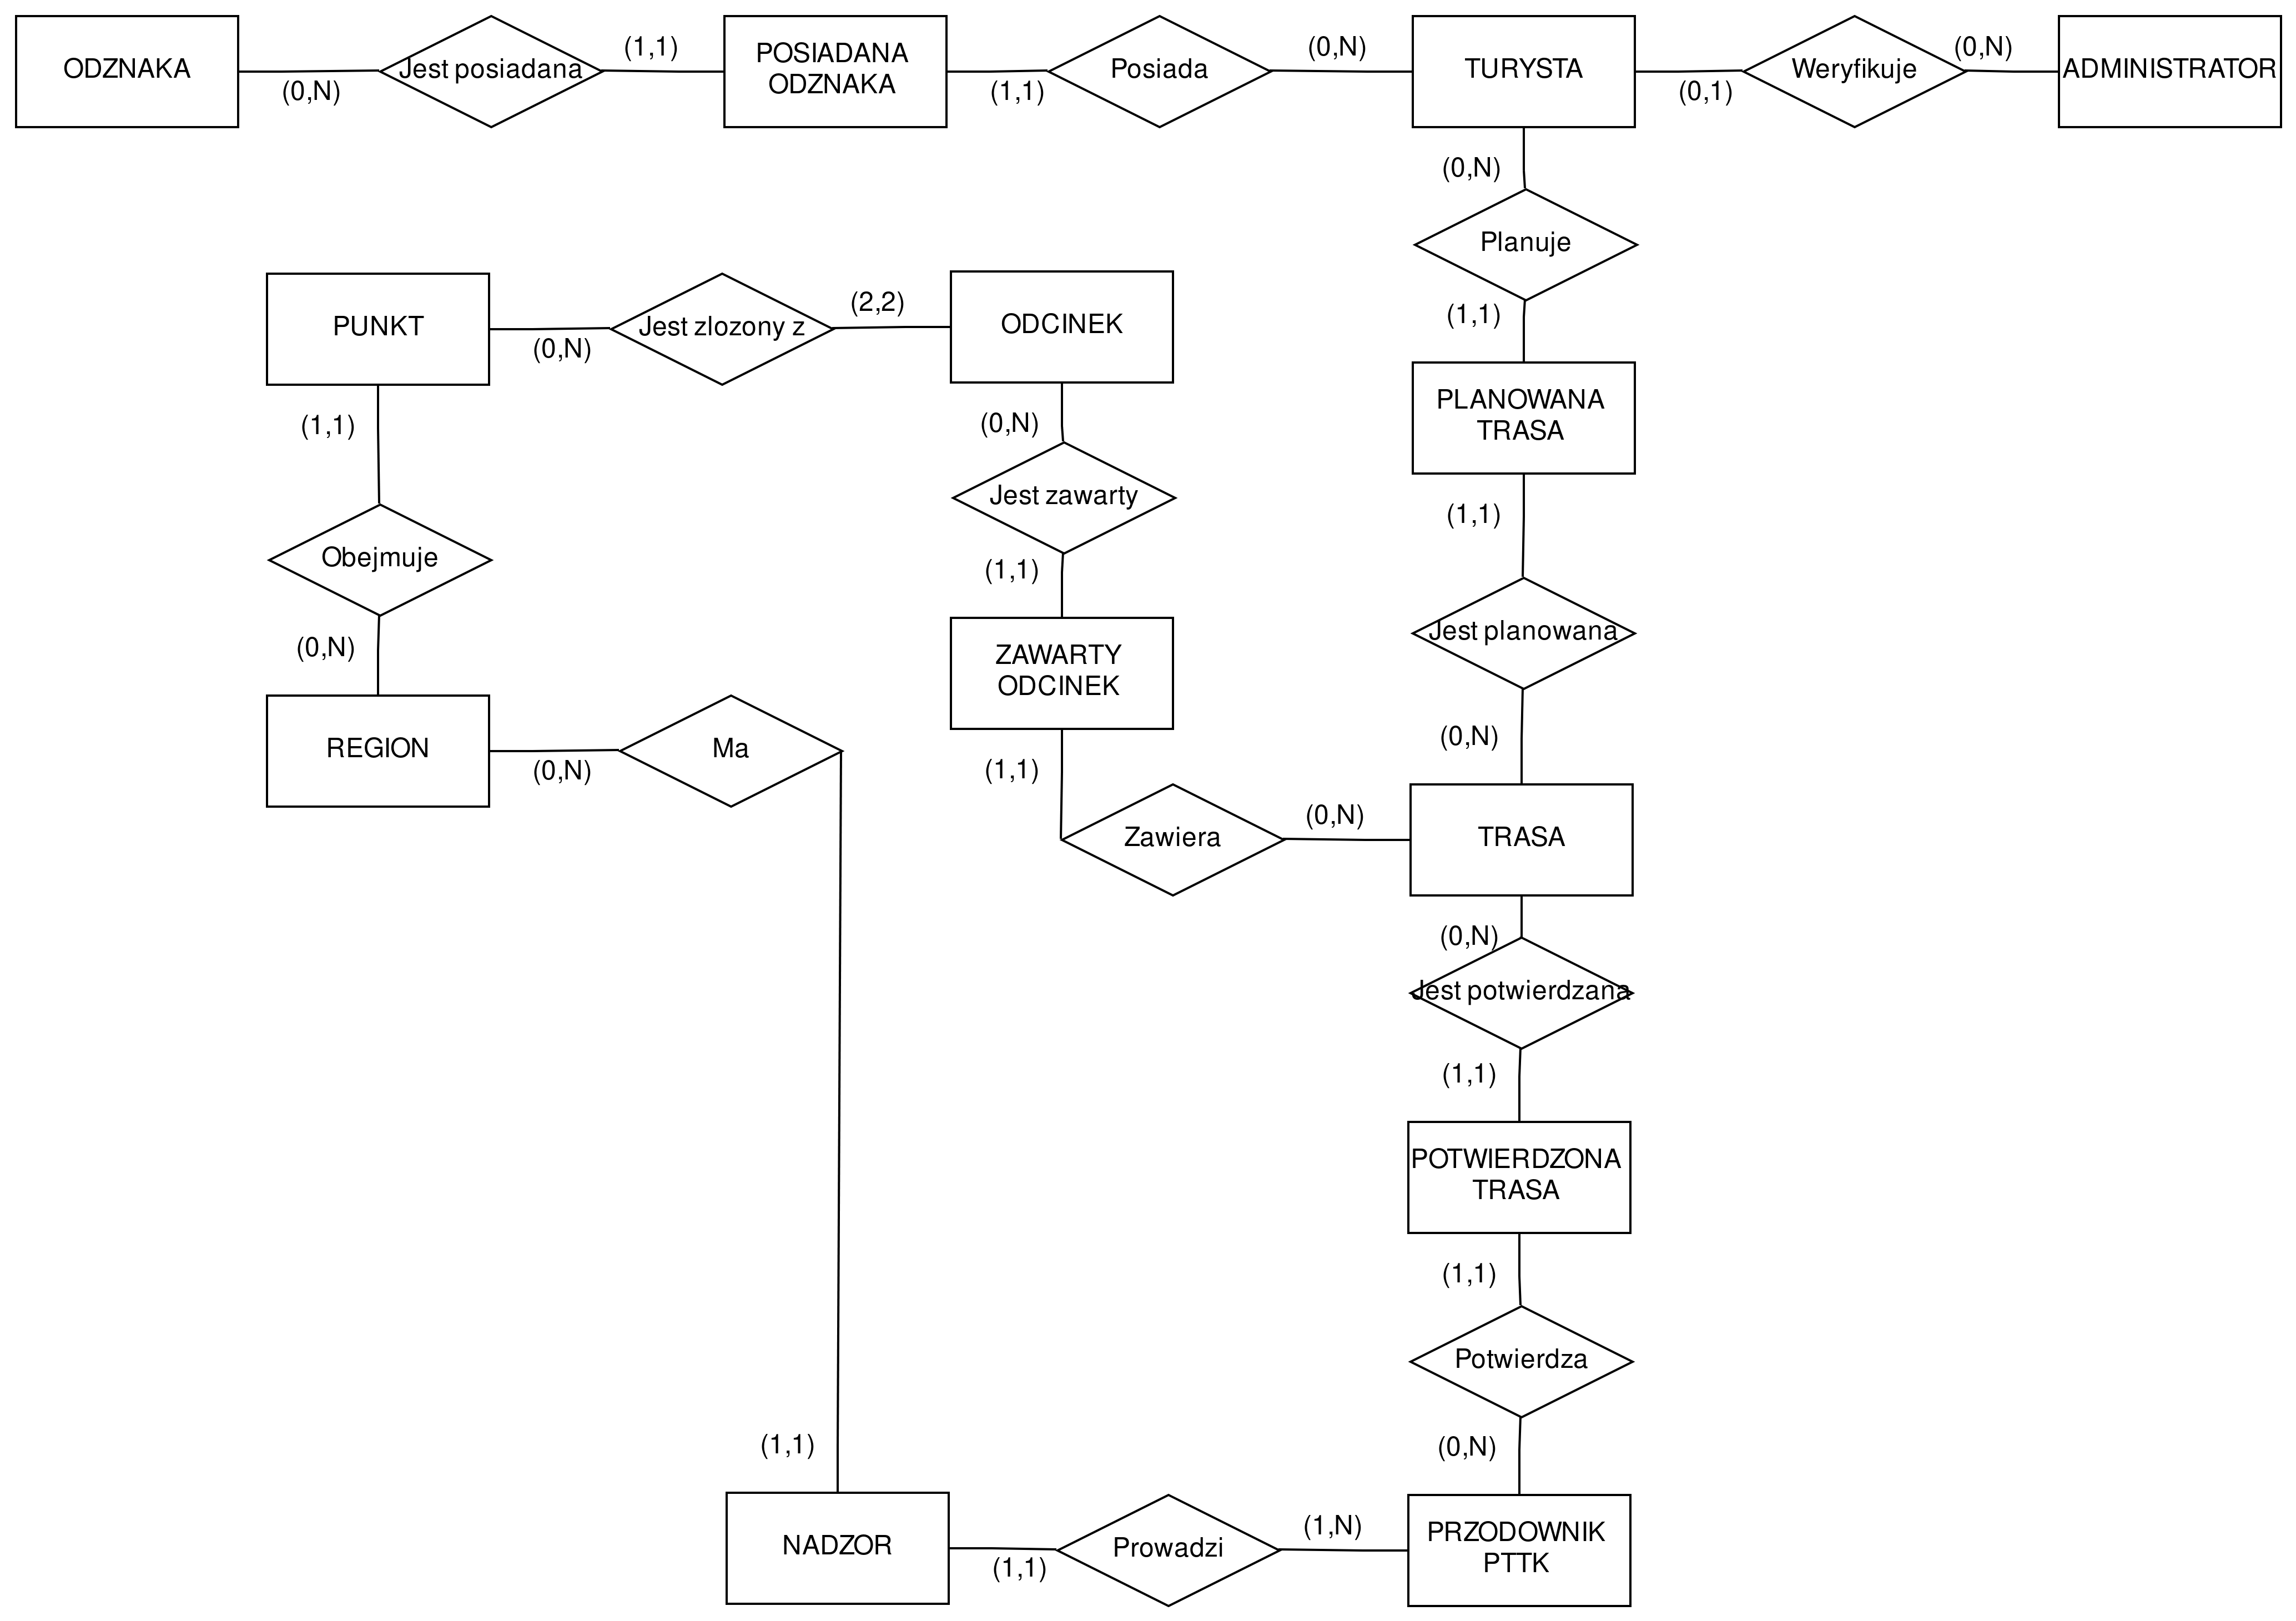 ODZNAKA
(0,N)
Jest posiadana
(1,1)
POSIADANA
ODZNAKA
(1,1)
Posiada
(0,N)
TURYSTA
(0,1)
Weryfikuje
(0,N)
ADMINISTRATOR
(0,N)
Planuje
(1,1)
PLANOWANA
TRASA
(1,1)
Jest planowana
(0,N)
PUNKT
(0,N)
Jest zlozony z
(2,2)
ODCINEK
(1,1)
Obejmuje
(0,N)
REGION
(0,N)
Ma
(0,N)
Jest zawarty
(1,1)
ZAWARTY
ODCINEK
(1,1)
Zawiera
(0,N)
TRASA
(0,N)
Jest potwierdzana
(1,1)
POTWIERDZONA
TRASA
(1,1)
Potwierdza
(0,N)
(1,1)
NADZOR
(1,1)
Prowadzi
(1,N)
PRZODOWNIK
PTTK